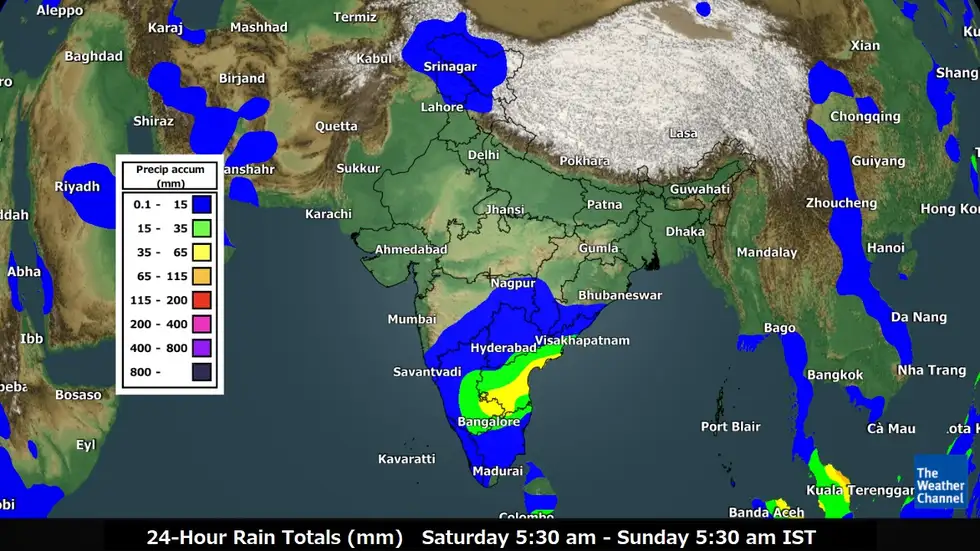 Aleppo
Karaj
Mashhad
Termiz
Xian
Baghdad
Kabul
Birjand
Srinagar
Shang
Lahore
Chongqing
Shiraz
Quetta
Lasa
Delhi
Pokhara
Guiyang
Sukkur
anshahr
Riyadh
Guwahati
Patna
Jhansi
Zhoucheng
Hong Ko
Karachi
ddah
Dhaka
Ahmedabad
Gumla
Hanoi
Mandalay
Abha
Nagpur
Bhubaneswar
Mumbai
Da Nang
Bago
Ibb
Visakhapatnam
Hyderabad
Savantvadi
Nha Trang
Bangkok
Bosaso
Bangalore
Port Blair
Cà Mau
ota K
Eyl
Kavaratti
Madurai
Kuala Terenggan
Banda Aceh
Colombo
Precip accum
(mm)
0.1 - 15
15 - 35
35 - 65
65 - 115
115 - 200
200 - 400
400 - 800
800 -
The
Weather
Channel
24-Hour Rain Totals (mm) Saturday 5:30 am - Sunday 5:30 am IST